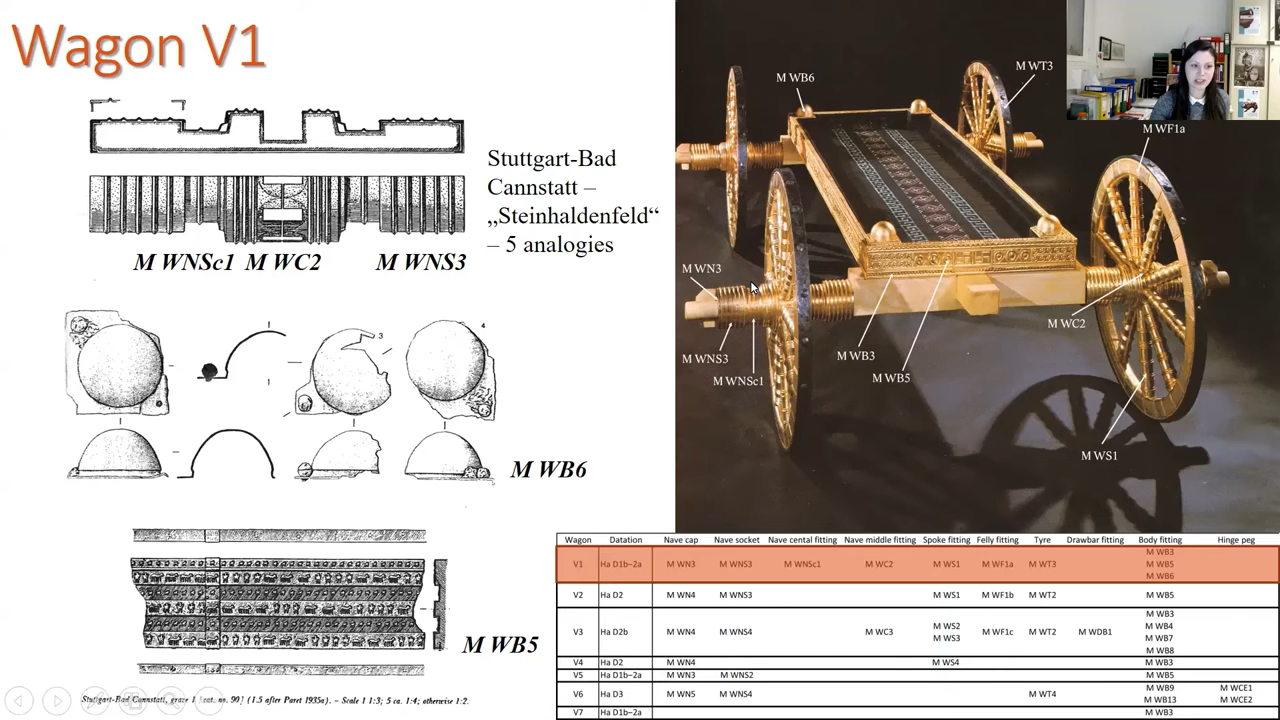 Wagon V1
Stuttgart-Bad
Cannstatt –
„Steinhaldenfeld“
– 5 analogies
M WNSc1 M WC2 M WNS3
3
4
M WB6
M WB5
Stuttgart-Bad Cannstatt, grave 1 [cat. no. 90] (1.5 after Paret 1935a). – Scale 1 1:3; 5 ca. 1:4; otherwise 1:2.
M WB6
M WT3
M WF1a
M WN3
M WNS3
M WNSc1
M WB3
M WB5
M WC2
M WS1
Wagon Datation Nave cap Nave socket Nave cental fitting Nave middle fitting Spoke fitting Felly fitting Tyre Drawbar fitting Body fitting Hinge peg
M WB3
V1 Ha D1b–2a M WN3 M WNS3 M WNSc1 M WC2 M WS1 M WF1a M WT3 M WB5
M WB6
V2 Ha D2 M WN4 M WNS3 M WS1 M WF1b M WT2 M WB5
M WB3
V3 Ha D2b M WN4 M WNS4 M WC3 M WS2 M WS3 M WF1c M WT2 M WDB1 M WB4
M WB7
M WB8
V4 Ha D2 M WN4 M WS4 M WB3
V5 Ha D1b–2a M WN3 M WNS2 M WB5
V6 Ha D3 M WN5 M WNS4 M WT4 M WB9 M WCE1
M WB13 M WCE2
V7 Ha D1b–2a M WB3